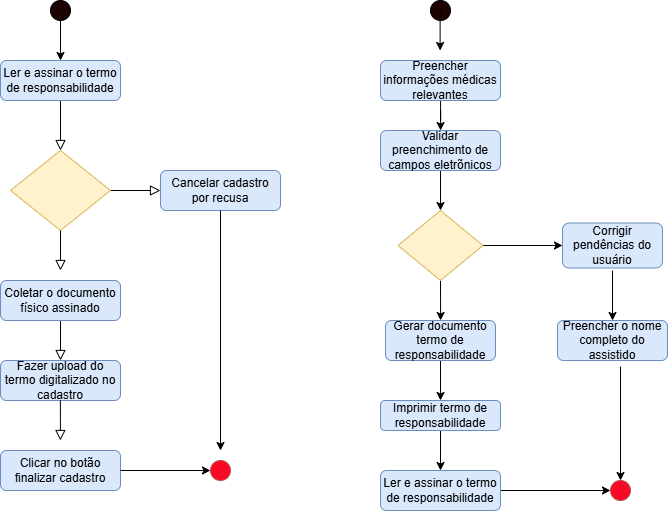 Ler e assinar o termo
de responsabilidade
Cancelar cadastro
por recusa
Coletar o documento
físico assinado
Fazer upload do
termo digitalizado no
cadastro
Clicar no botão
finalizar cadastro
Preencher
informações médicas
relevantes
Validar
preenchimento de
campos eletrõnicos
Corrigir
pendências do
usuário
Gerar documento
termo de
responsabilidade
Preencher o nome
completo do
assistido
Imprimir termo de
responsabilidade
Ler e assinar o termo
de responsabilidade